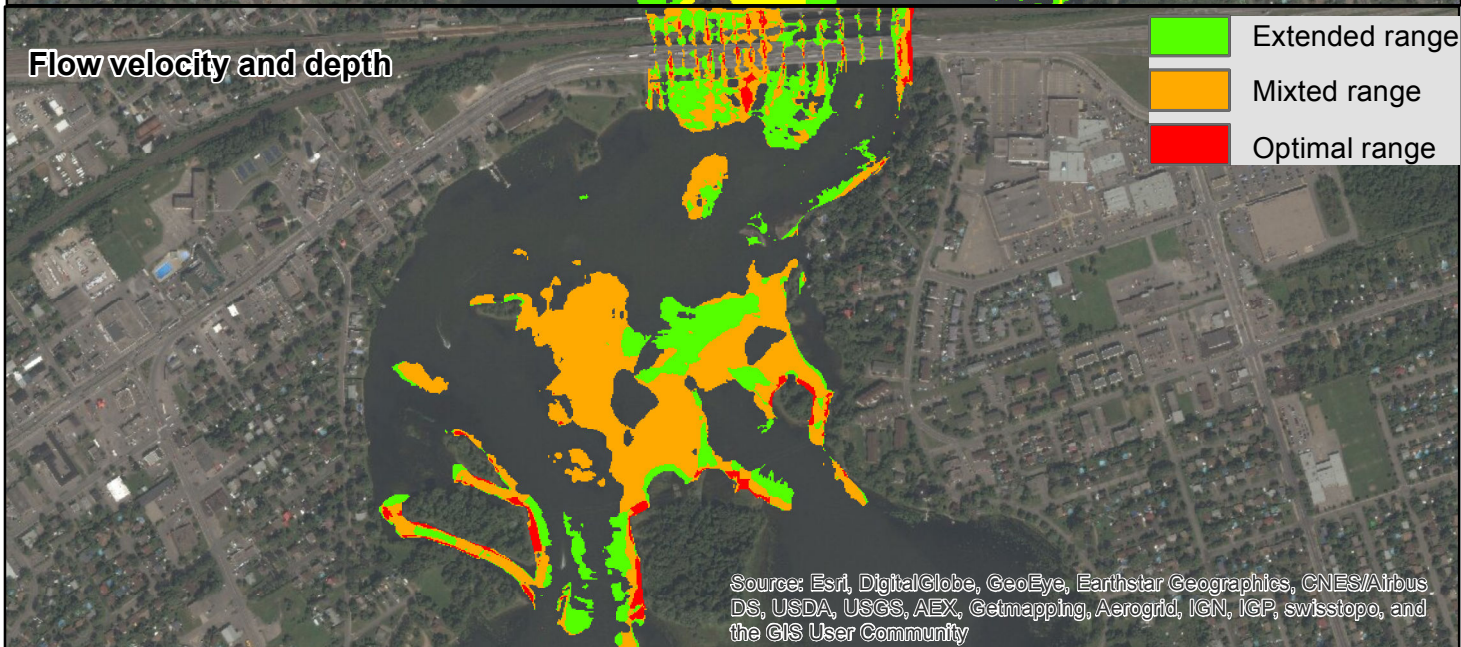 Flow velocity and depth
Extended range
Mixted range
Optimal range
Source: Esri, DigitalGlobe, GeoEye, Earthstar Geographics, CNES/Airbus
DS, USDA, USGS, AEX, Getmapping, Aerogrid, IGN, IGP, swisstopo, and
the GIS User Community